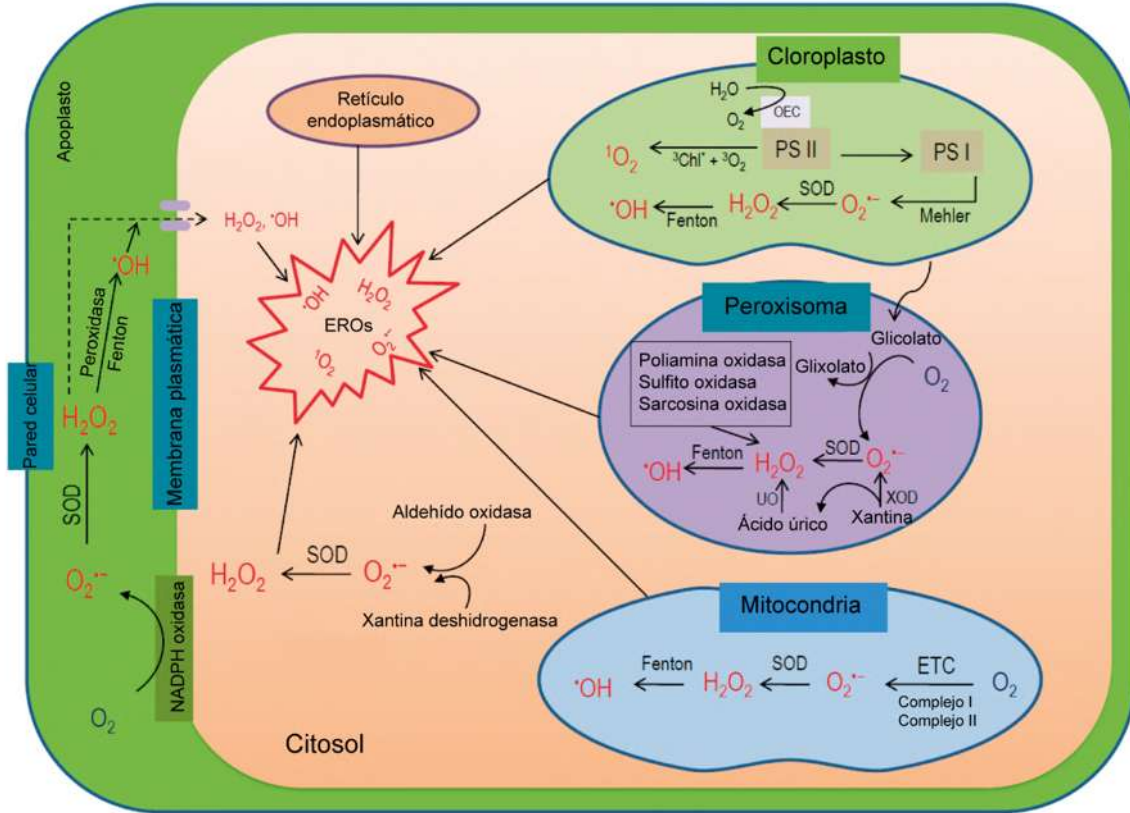 Apoplasto
Pared celular
Membrana plasmática
NADPH oxidasa
O₂
O₂•−
SOD
H₂O₂
Peroxidasa
Fenton
•OH
H₂O₂, •OH
Retículo
endoplasmático
•OH
H₂O₂
EROs
¹O₂
O₂•−
H₂O₂
SOD
O₂•−
Aldehído oxidasa
Xantina deshidrogenasa
Citosol
Cloroplasto
H₂O
O₂
OEC
¹O₂
³Chl* + ³O₂
PS II
PS I
•OH
Fenton
H₂O₂
SOD
O₂•−
Mehler
Peroxisoma
Glicolato
Glixolato
O₂
Poliamina oxidasa
Sulfito oxidasa
Sarcosina oxidasa
•OH
Fenton
H₂O₂
SOD
O₂•−
UO
XOD
Ácido úrico
Xantina
Mitocondria
•OH
Fenton
H₂O₂
SOD
O₂•−
ETC
O₂
Complejo I
Complejo II